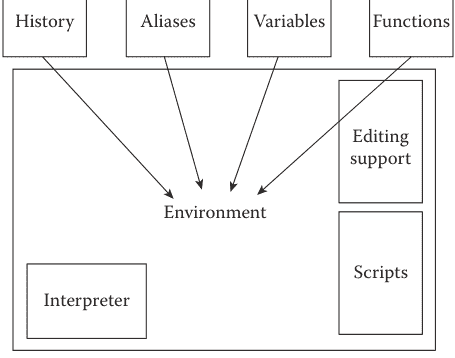 History
Aliases
Variables
Functions
Editing
support
Environment
Scripts
Interpreter